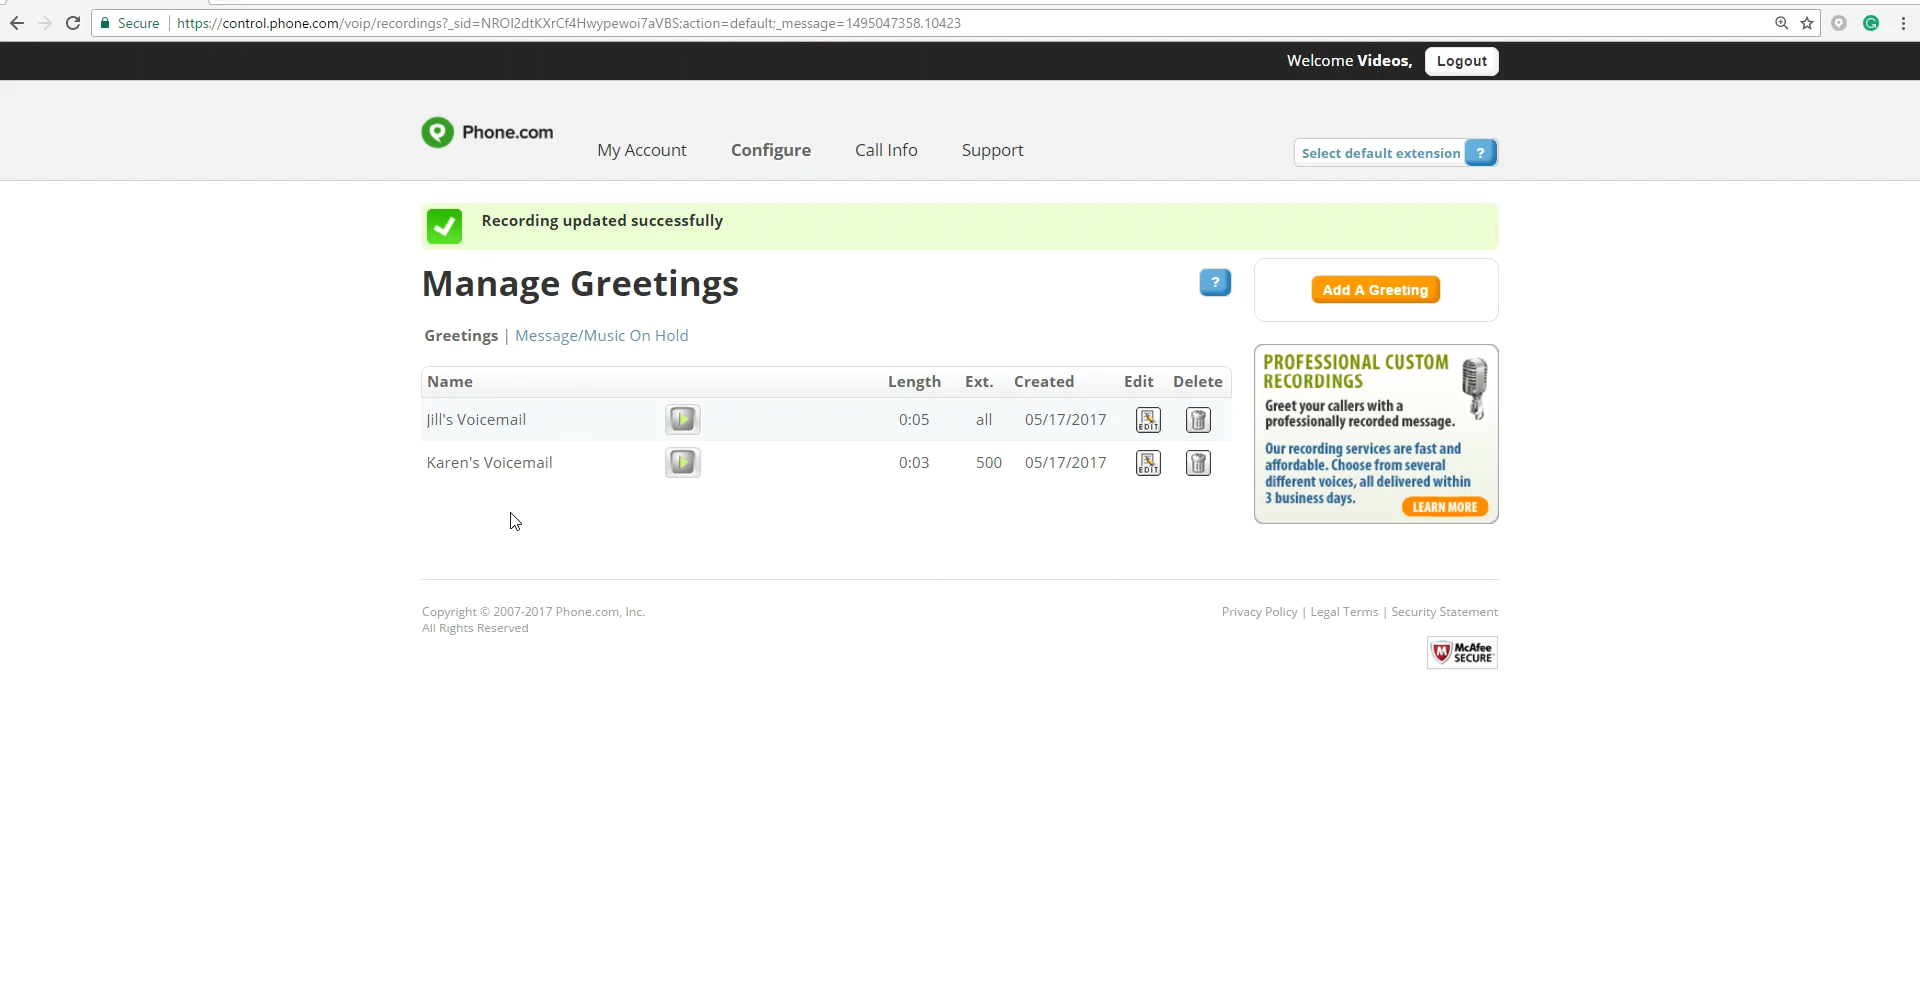 Secure https://control.phone.com/voip/recordings?_sid=NROI2dtKXrCf4Hwypewoi7aVBS;action=default;_message=1495047358.10423
Welcome Videos, Logout
Phone.com My Account Configure Call Info Support Select default extension ?
Recording updated successfully
Manage Greetings ? Add A Greeting
Greetings | Message/Music On Hold
Name Length Ext. Created Edit Delete
Jill's Voicemail 0:05 all 05/17/2017 EDIT
Karen's Voicemail 0:03 500 05/17/2017 EDIT
PROFESSIONAL CUSTOM
RECORDINGS
Greet your callers with a
professionally recorded message.
Our recording services are fast and
affordable. Choose from several
different voices, all delivered within
3 business days. LEARN MORE
Copyright © 2007-2017 Phone.com, Inc. Privacy Policy | Legal Terms | Security Statement
All Rights Reserved
McAfee
SECURE